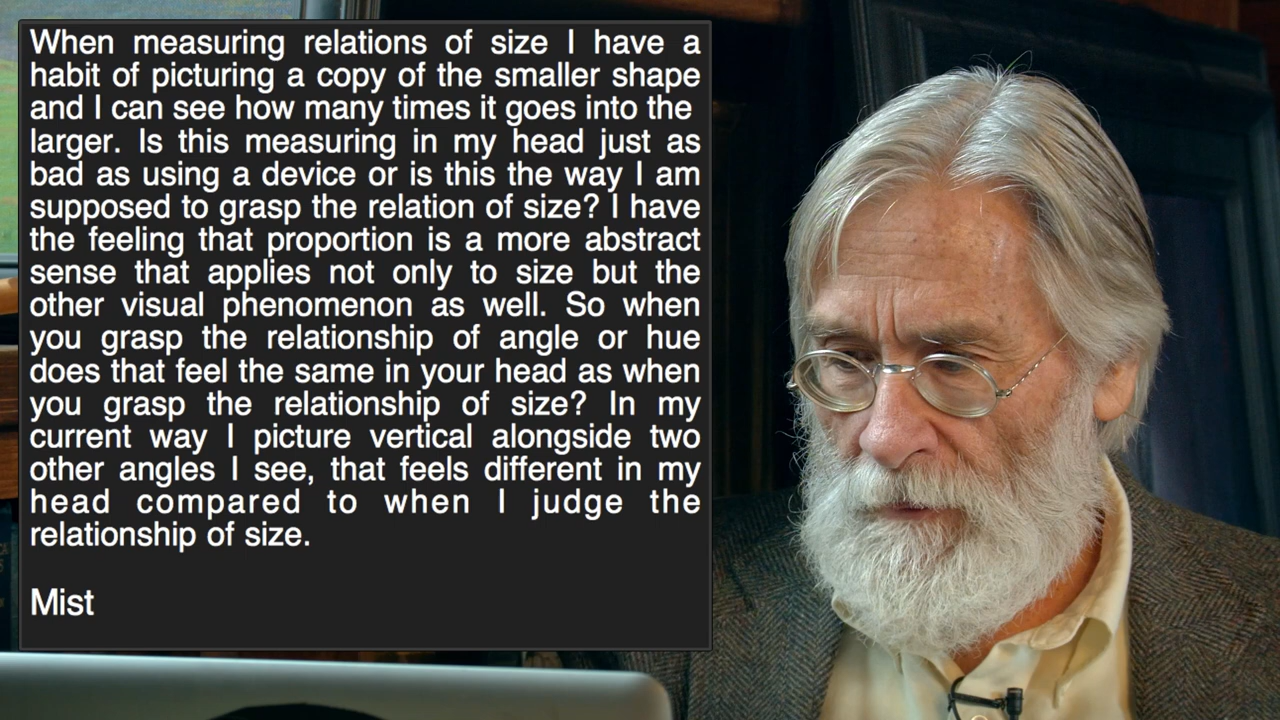 When measuring relations of size I have a
habit of picturing a copy of the smaller shape
and I can see how many times it goes into the
larger. Is this measuring in my head just as
bad as using a device or is this the way I am
supposed to grasp the relation of size? I have
the feeling that proportion is a more abstract
sense that applies not only to size but the
other visual phenomenon as well. So when
you grasp the relationship of angle or hue
does that feel the same in your head as when
you grasp the relationship of size? In my
current way I picture vertical alongside two
other angles I see, that feels different in my
head compared to when I judge the
relationship of size.
Mist